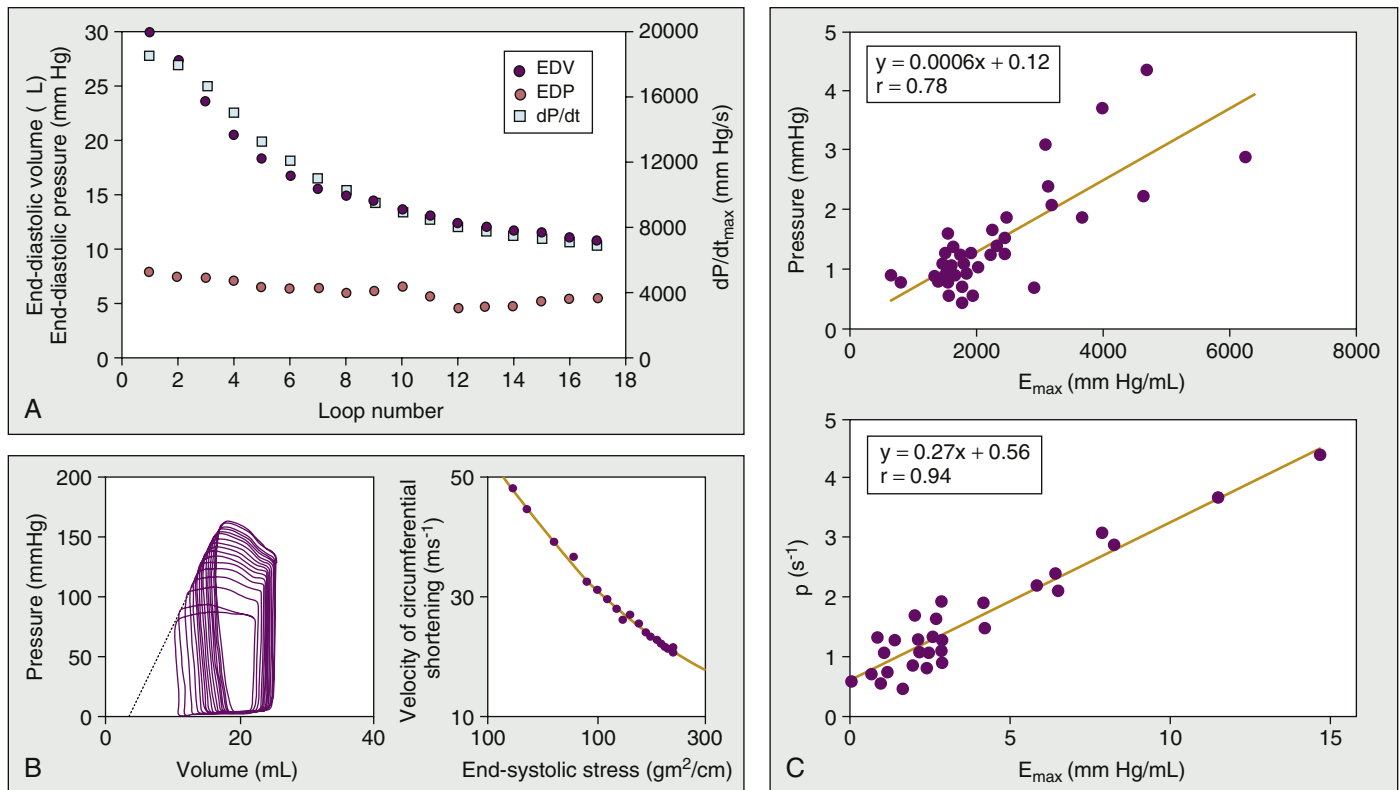 30
25
20
15
10
5
0
End-diastolic volume ( L)
End-diastolic pressure (mm Hg)
20000
16000
12000
8000
4000
0
dP/dtmax (mm Hg/s)
EDV
EDP
dP/dt
0 2 4 6 8 10 12 14 16 18
Loop number
A
200
150
100
50
0
Pressure (mmHg)
0 20 40
Volume (mL)
50
30
10
Velocity of circumferential
shortening (ms-1)
100 100 300
End-systolic stress (gm2/cm)
B
5
4
3
2
1
0
Pressure (mmHg)
y = 0.0006x + 0.12
r = 0.78
0 2000 4000 6000 8000
Emax (mm Hg/mL)
5
4
3
2
1
0
p (s-1)
y = 0.27x + 0.56
r = 0.94
0 5 10 15
Emax (mm Hg/mL)
C